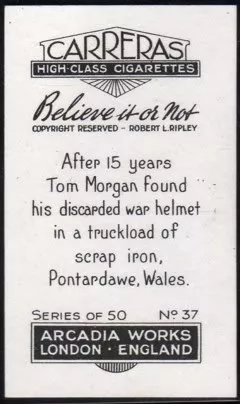 CARRERAS
HIGH-CLASS CIGARETTES
Believe it or Not
COPYRIGHT RESERVED - ROBERT L. RIPLEY
After 15 years
Tom Morgan found
his discarded war helmet
in a truckload of
scrap iron,
Pontardawe, Wales.
SERIES OF 50 No 37
ARCADIA WORKS
LONDON · ENGLAND